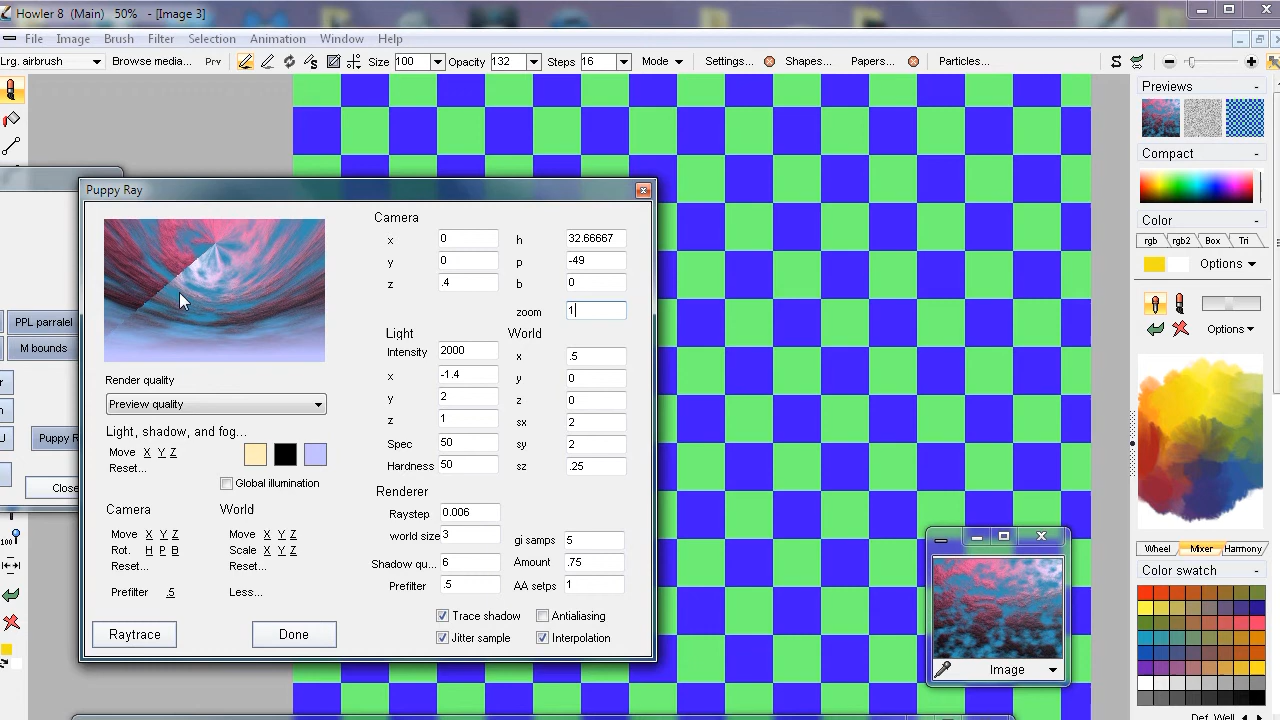 Howler 8 (Main) 50% - [Image 3]
File Image Brush Filter Selection Animation Window Help
Lrg. airbrush Browse media... Prv Size 100 Opacity 132 Steps 16 Mode Settings... Shapes... Papers... Particles...
Previews -
Compact -
Color -
rgb rgb2 Box Tri
Options
Options
Wheel Mixer Harmony
Color swatch -
Def. Well
PPL parralel
M bounds
Puppy R
Close
100
Puppy Ray
Render quality
Preview quality
Light, shadow, and fog...
Move X Y Z
Reset...
Global illumination
Camera World
Move X Y Z Move X Y Z
Rot. H P B Scale X Y Z
Reset... Reset...
Prefilter .5 Less...
Raytrace Done
Camera
x 0 h 32.66667
y 0 p -49
z .4 b 0
zoom 1
Light World
Intensity 2000 x .5
x -1.4 y 0
y 2 z 0
z 1 sx 2
Spec 50 sy 2
Hardness 50 sz .25
Renderer
Raystep 0.006
world size 3 gi samps 5
Shadow qu... 6 Amount .75
Prefilter .5 AA sets 1
Trace shadow Antialiasing
Jitter sample Interpolation
Image